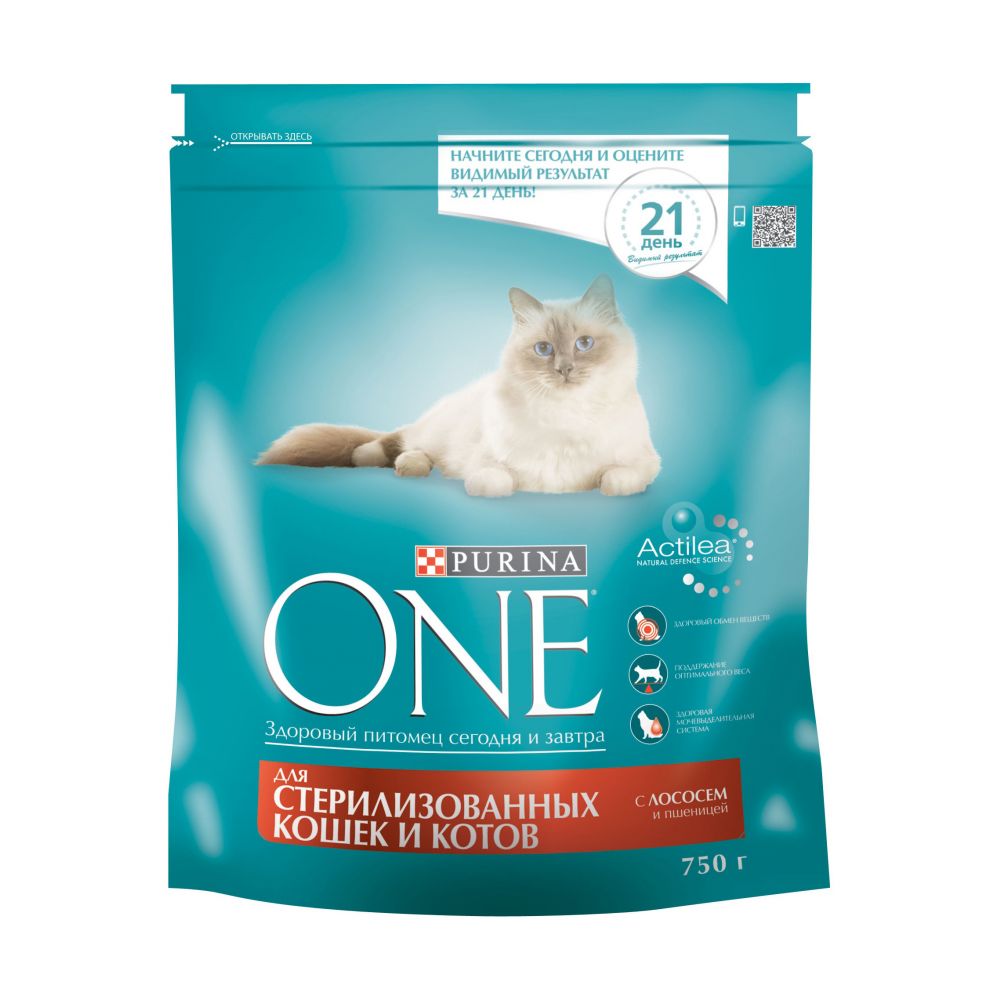 ОТКРЫВАТЬ ЗДЕСЬ
НАЧНИТЕ СЕГОДНЯ И ОЦЕНИТЕ
ВИДИМЫЙ РЕЗУЛЬТАТ
ЗА 21 ДЕНЬ!
21
день
Видимый результат
Actilea®
NATURAL DEFENCE SCIENCE
PURINA
ONE®
Здоровый питомец сегодня и завтра
ЗДОРОВЫЙ ОБМЕН ВЕЩЕСТВ
ПОДДЕРЖАНИЕ
ОПТИМАЛЬНОГО ВЕСА
ЗДОРОВАЯ
МОЧЕВЫДЕЛИТЕЛЬНАЯ
СИСТЕМА
для
СТЕРИЛИЗОВАННЫХ
КОШЕК И КОТОВ
с ЛОСОСЕМ
и пшеницей
750 г